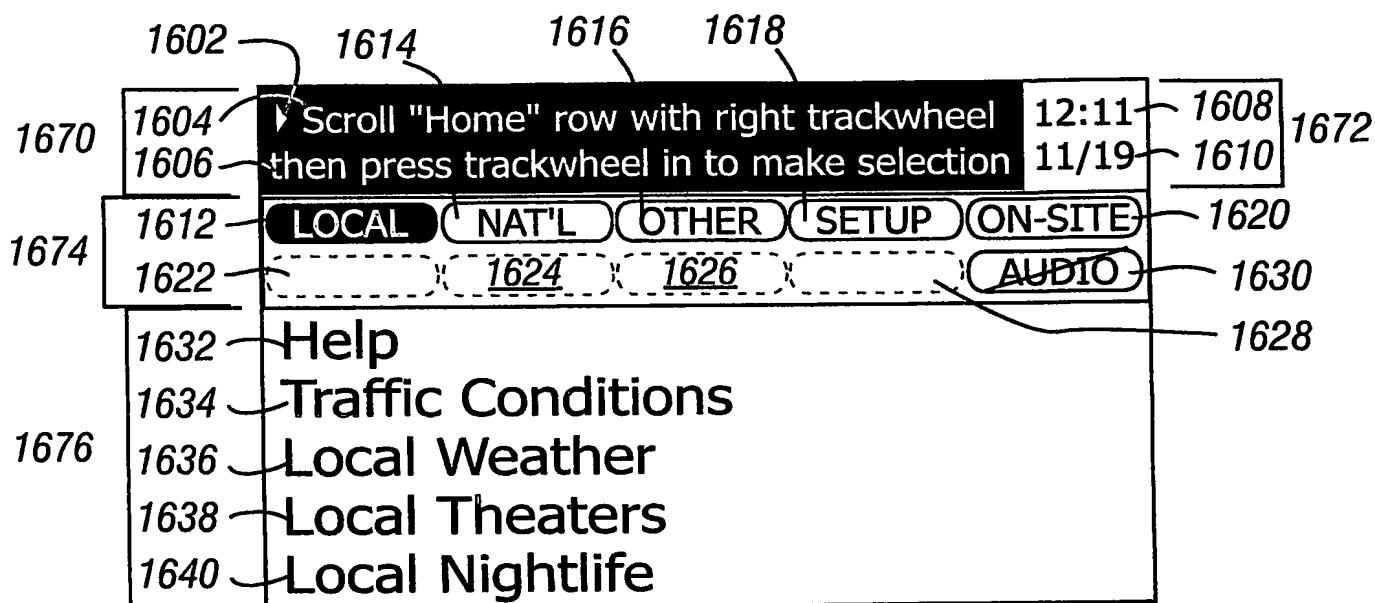 1602 1614 1616 1618
1670 1604 Scroll "Home" row with right trackwheel 12:11 1608 1672
1606 then press trackwheel in to make selection 11/19 1610
1674 1612 LOCAL NAT'L OTHER SETUP ON-SITE 1620
1622 1624 1626 AUDIO 1630
1632 Help 1628
1634 Traffic Conditions
1676 1636 Local Weather
1638 Local Theaters
1640 Local Nightlife